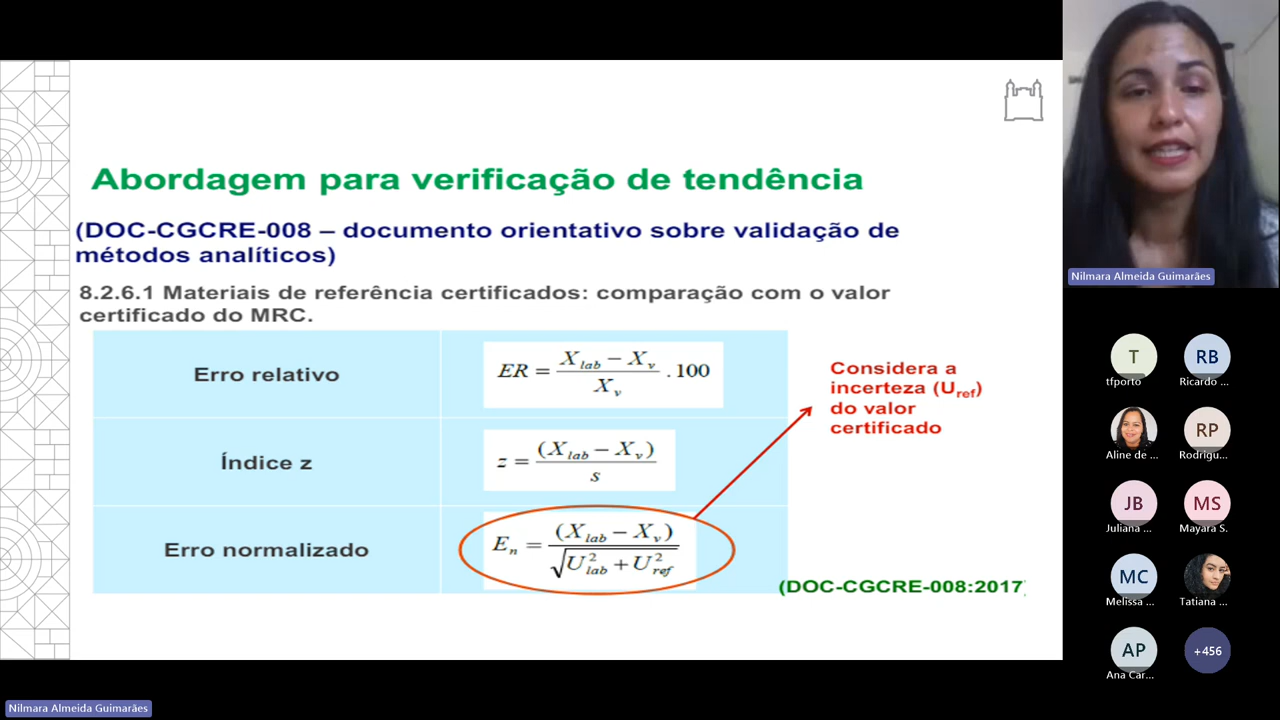 Abordagem para verificação de tendência
(DOC-CGCRE-008 – documento orientativo sobre validação de
métodos analíticos)
8.2.6.1 Materiais de referência certificados: comparação com o valor
certificado do MRC.
Erro relativo
ER = (X_lab − X_v) / X_v . 100
Índice z
z = (X_lab − X_v) / s
Erro normalizado
E_n = (X_lab − X_v) / √(U²_lab + U²_ref)
Considera a
incerteza (U_ref)
do valor
certificado
(DOC-CGCRE-008:2017)
Nilmara Almeida Guimarães
T
tfporto
RB
Ricardo ...
Aline de ...
RP
Rodrigu...
JB
Juliana ...
MS
Mayara S.
MC
Melissa ...
Tatiana ...
AP
Ana Car...
+456
Nilmara Almeida Guimarães